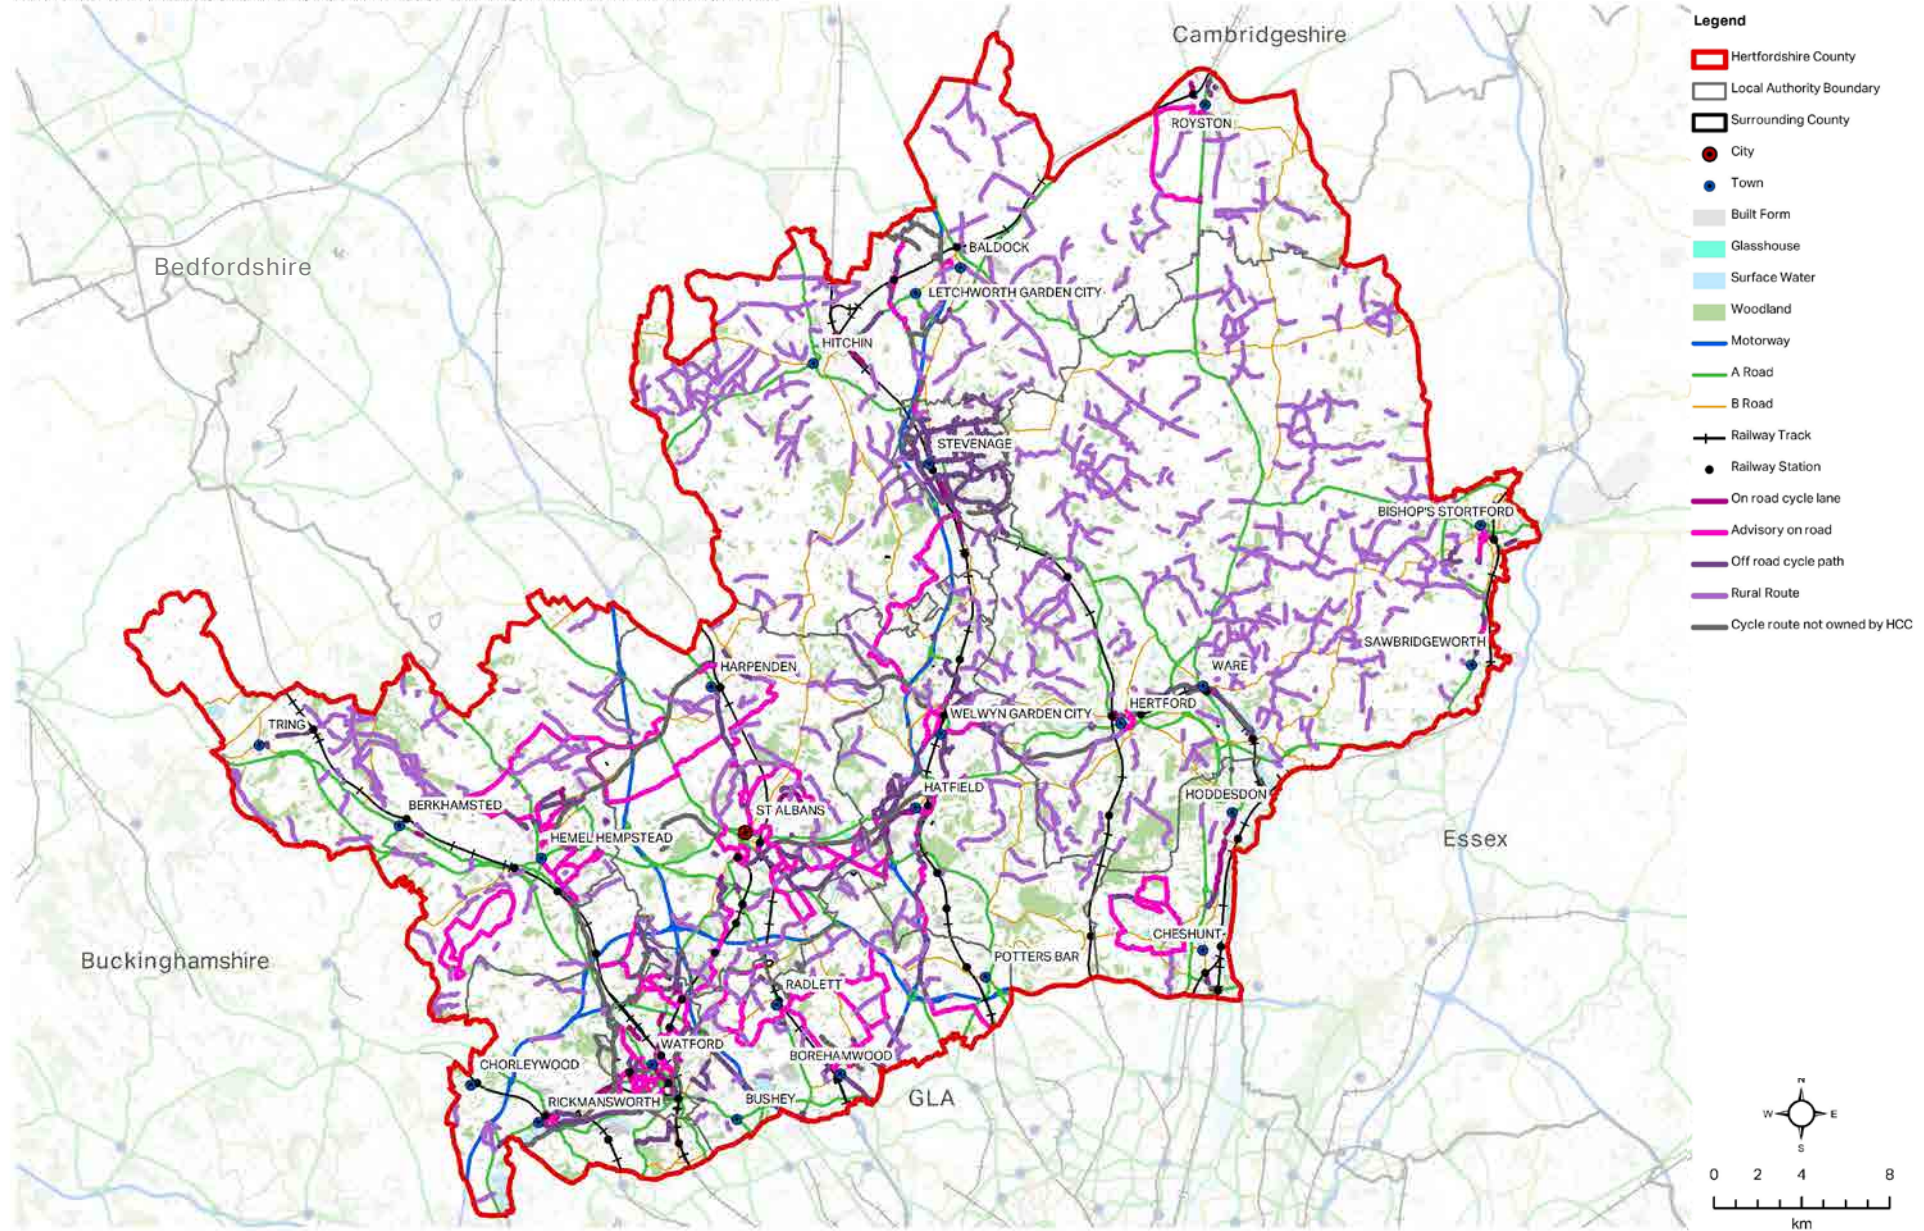 Cambridgeshire
ROYSTON
BALDOCK
Bedfordshire
LETCHWORTH GARDEN CITY
HITCHIN
STEVENAGE
BISHOP'S STORTFORD
SAWBRIDGEWORTH
HARPENDEN
WARE
TRING
WELWYN GARDEN CITY
HERTFORD
HATFIELD
HODDESDON
BERKHAMSTED
ST ALBANS
HEMEL HEMPSTEAD
Essex
CHESHUNT
POTTERS BAR
Buckinghamshire
RADLETT
WATFORD
BOREHAMWOOD
CHORLEYWOOD
GLA
RICKMANSWORTH
BUSHEY
Legend
Hertfordshire County
Local Authority Boundary
Surrounding County
City
Town
Built Form
Glasshouse
Surface Water
Woodland
Motorway
A Road
B Road
Railway Track
Railway Station
On road cycle lane
Advisory on road
Off road cycle path
Rural Route
Cycle route not owned by HCC
N
W E
S
0 2 4 8
km